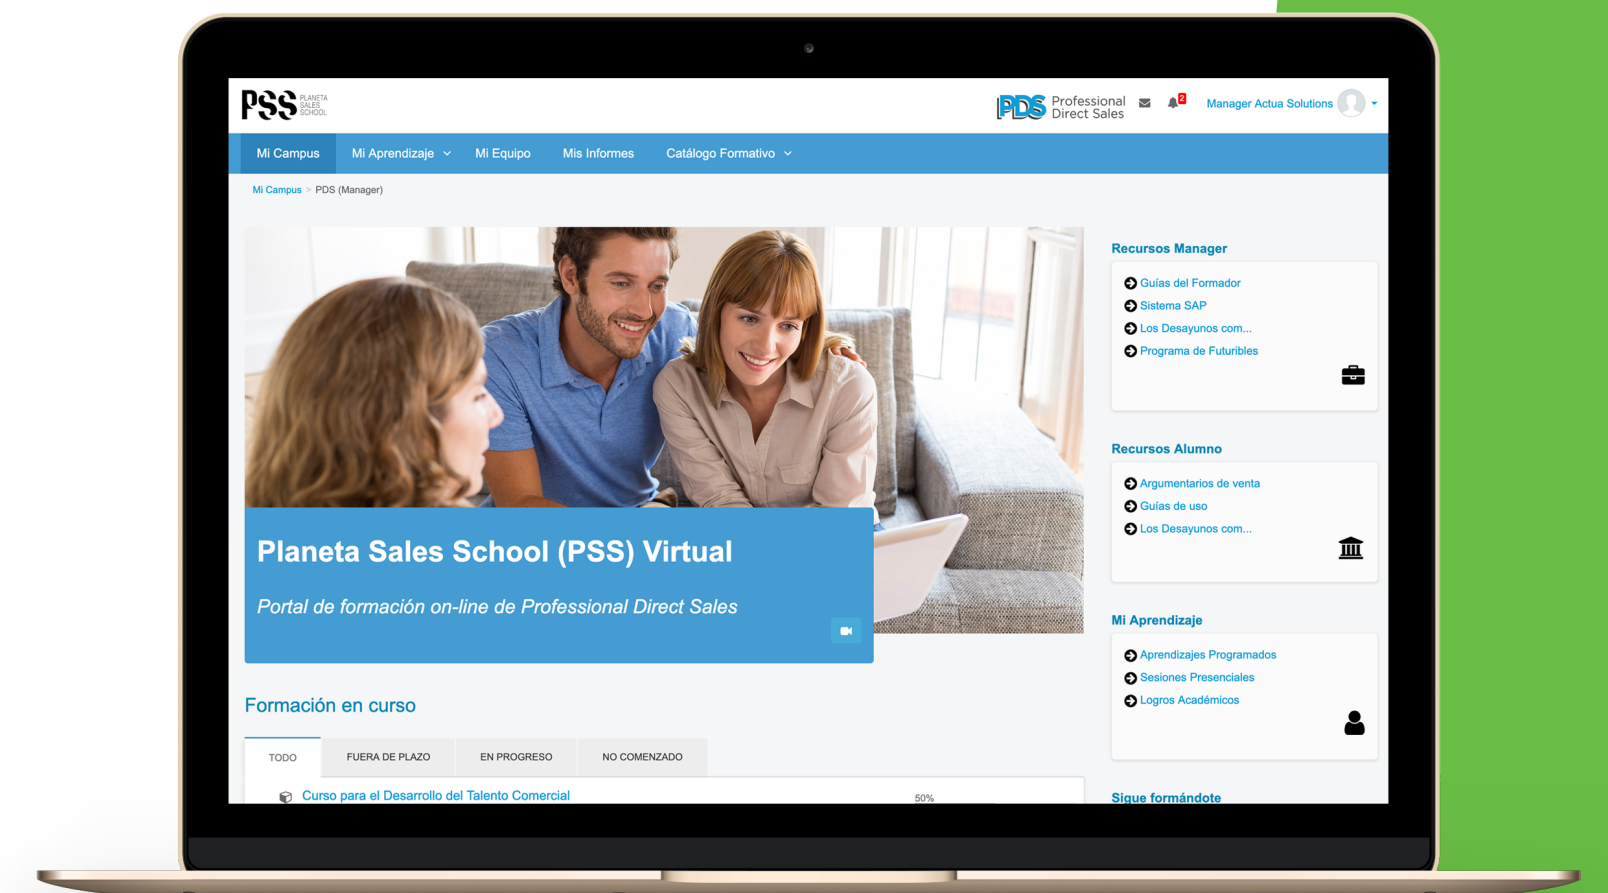 PSS PLANETA
SALES
SCHOOL
PDS Professional
Direct Sales
2
Manager Actua Solutions
Mi Campus
Mi Aprendizaje
Mi Equipo
Mis Informes
Catálogo Formativo
Mi Campus > PDS (Manager)
Planeta Sales School (PSS) Virtual
Portal de formación on-line de Professional Direct Sales
Formación en curso
TODO
FUERA DE PLAZO
EN PROGRESO
NO COMENZADO
Curso para el Desarrollo del Talento Comercial
50%
Recursos Manager
Guías del Formador
Sistema SAP
Los Desayunos com...
Programa de Futuribles
Recursos Alumno
Argumentarios de venta
Guías de uso
Los Desayunos com...
Mi Aprendizaje
Aprendizajes Programados
Sesiones Presenciales
Logros Académicos
Sigue formándote